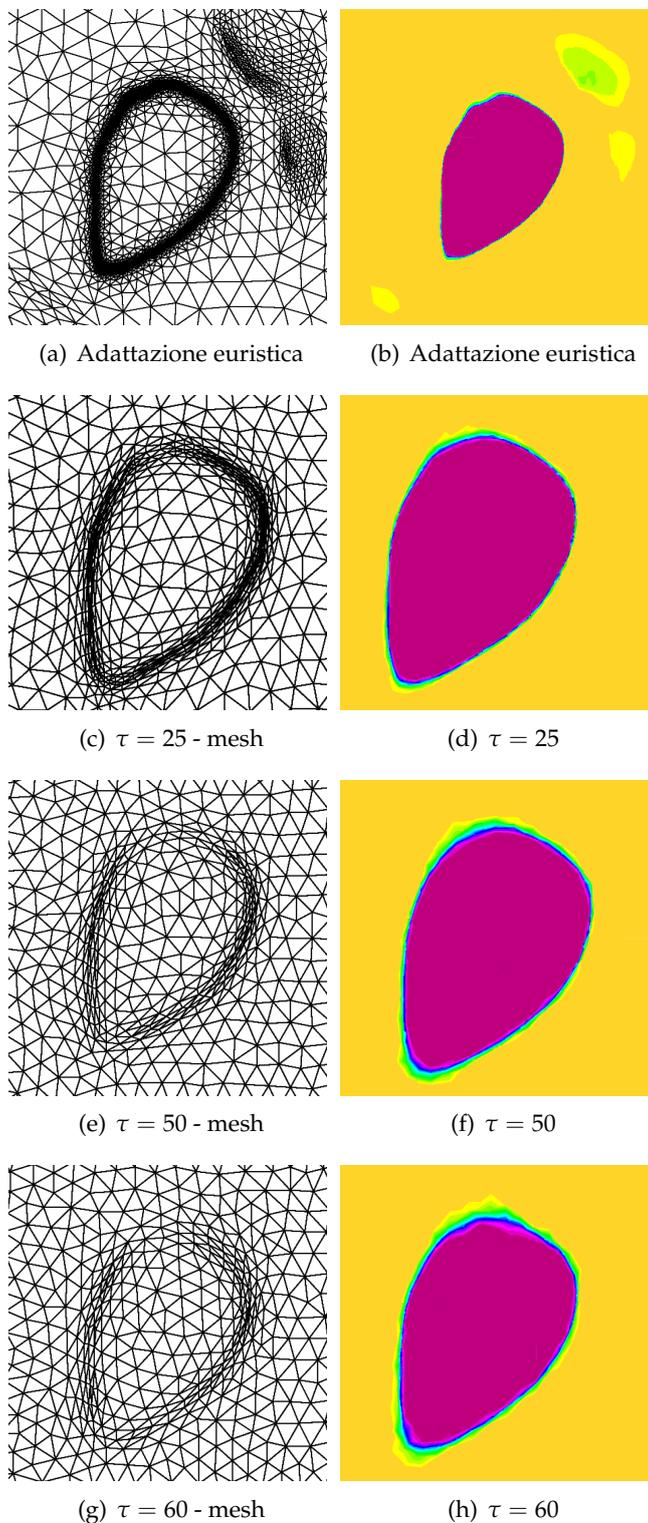 (a) Adattazione euristica
(b) Adattazione euristica
(c) τ = 25 - mesh
(d) τ = 25
(e) τ = 50 - mesh
(f) τ = 50
(g) τ = 60 - mesh
(h) τ = 60